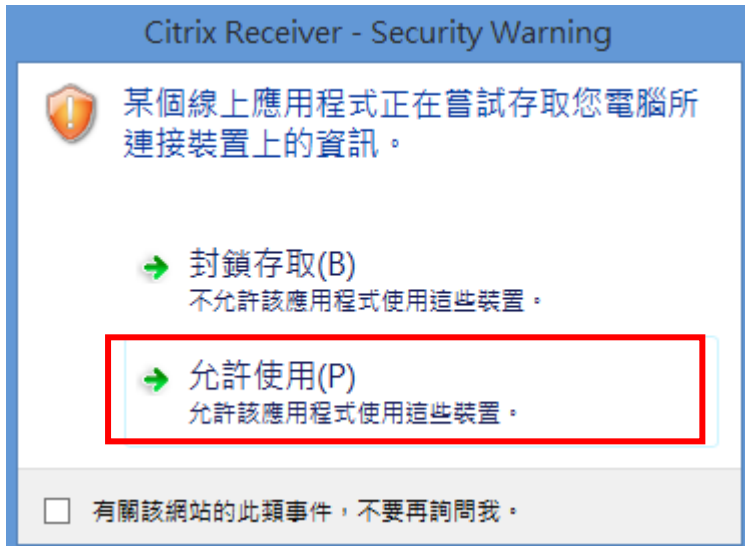 Citrix Receiver - Security Warning
某個線上應用程式正在嘗試存取您電腦所
連接裝置上的資訊。
封鎖存取(B)
不允許該應用程式使用這些裝置。
允許使用(P)
允許該應用程式使用這些裝置。
有關該網站的此類事件，不要再詢問我。